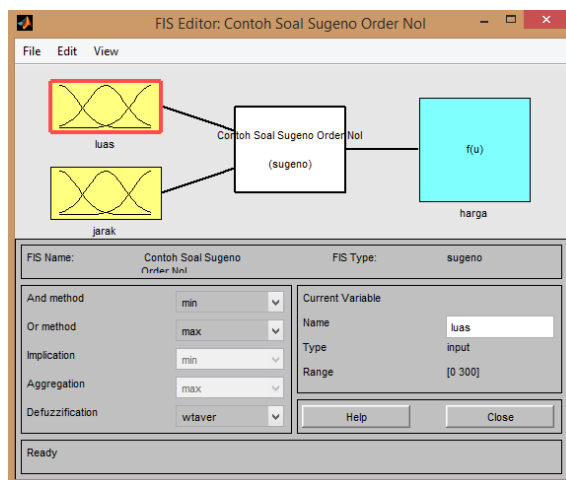 FIS Editor: Contoh Soal Sugeno Order Nol
File Edit View
luas
jarak
Contoh Soal Sugeno Order Nol
(sugeno)
f(u)
harga
FIS Name: Contoh Soal Sugeno
Order Nol
FIS Type: sugeno
And method min
Or method max
Implication min
Aggregation max
Defuzzification wtaver
Current Variable
Name luas
Type input
Range [0 300]
Help Close
Ready